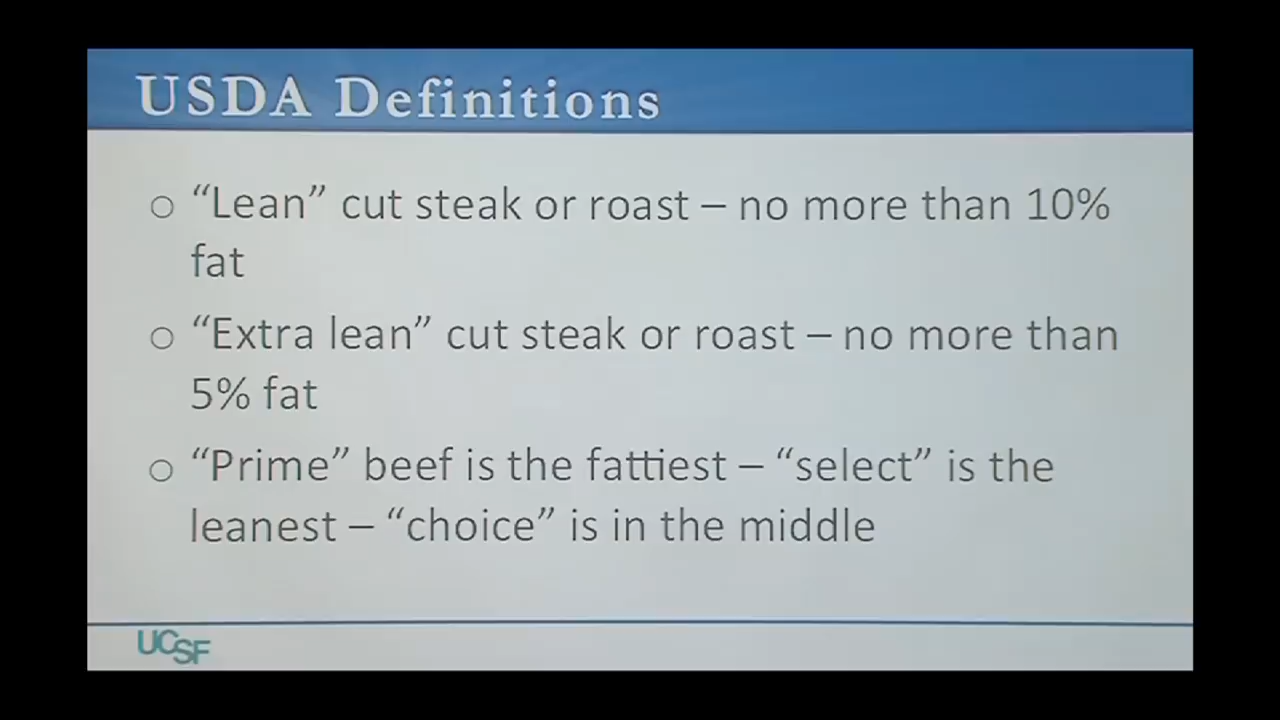 USDA Definitions
○ “Lean” cut steak or roast – no more than 10%
fat
○ “Extra lean” cut steak or roast – no more than
5% fat
○ “Prime” beef is the fattiest – “select” is the
leanest – “choice” is in the middle
UCSF